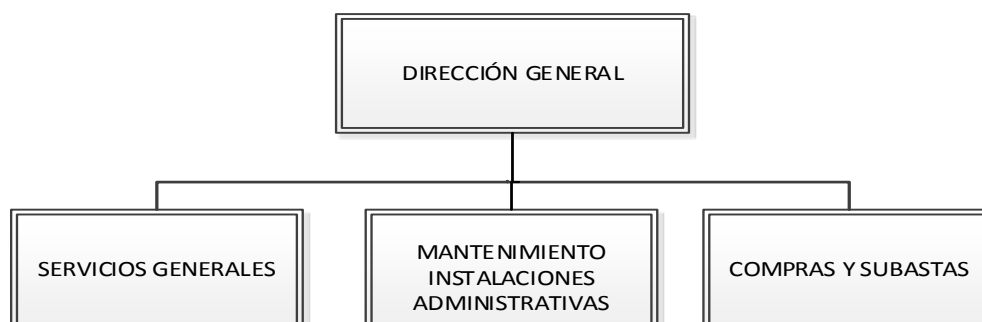 DIRECCIÓN GENERAL
SERVICIOS GENERALES
MANTENIMIENTO
INSTALACIONES
ADMINISTRATIVAS
COMPRAS Y SUBASTAS